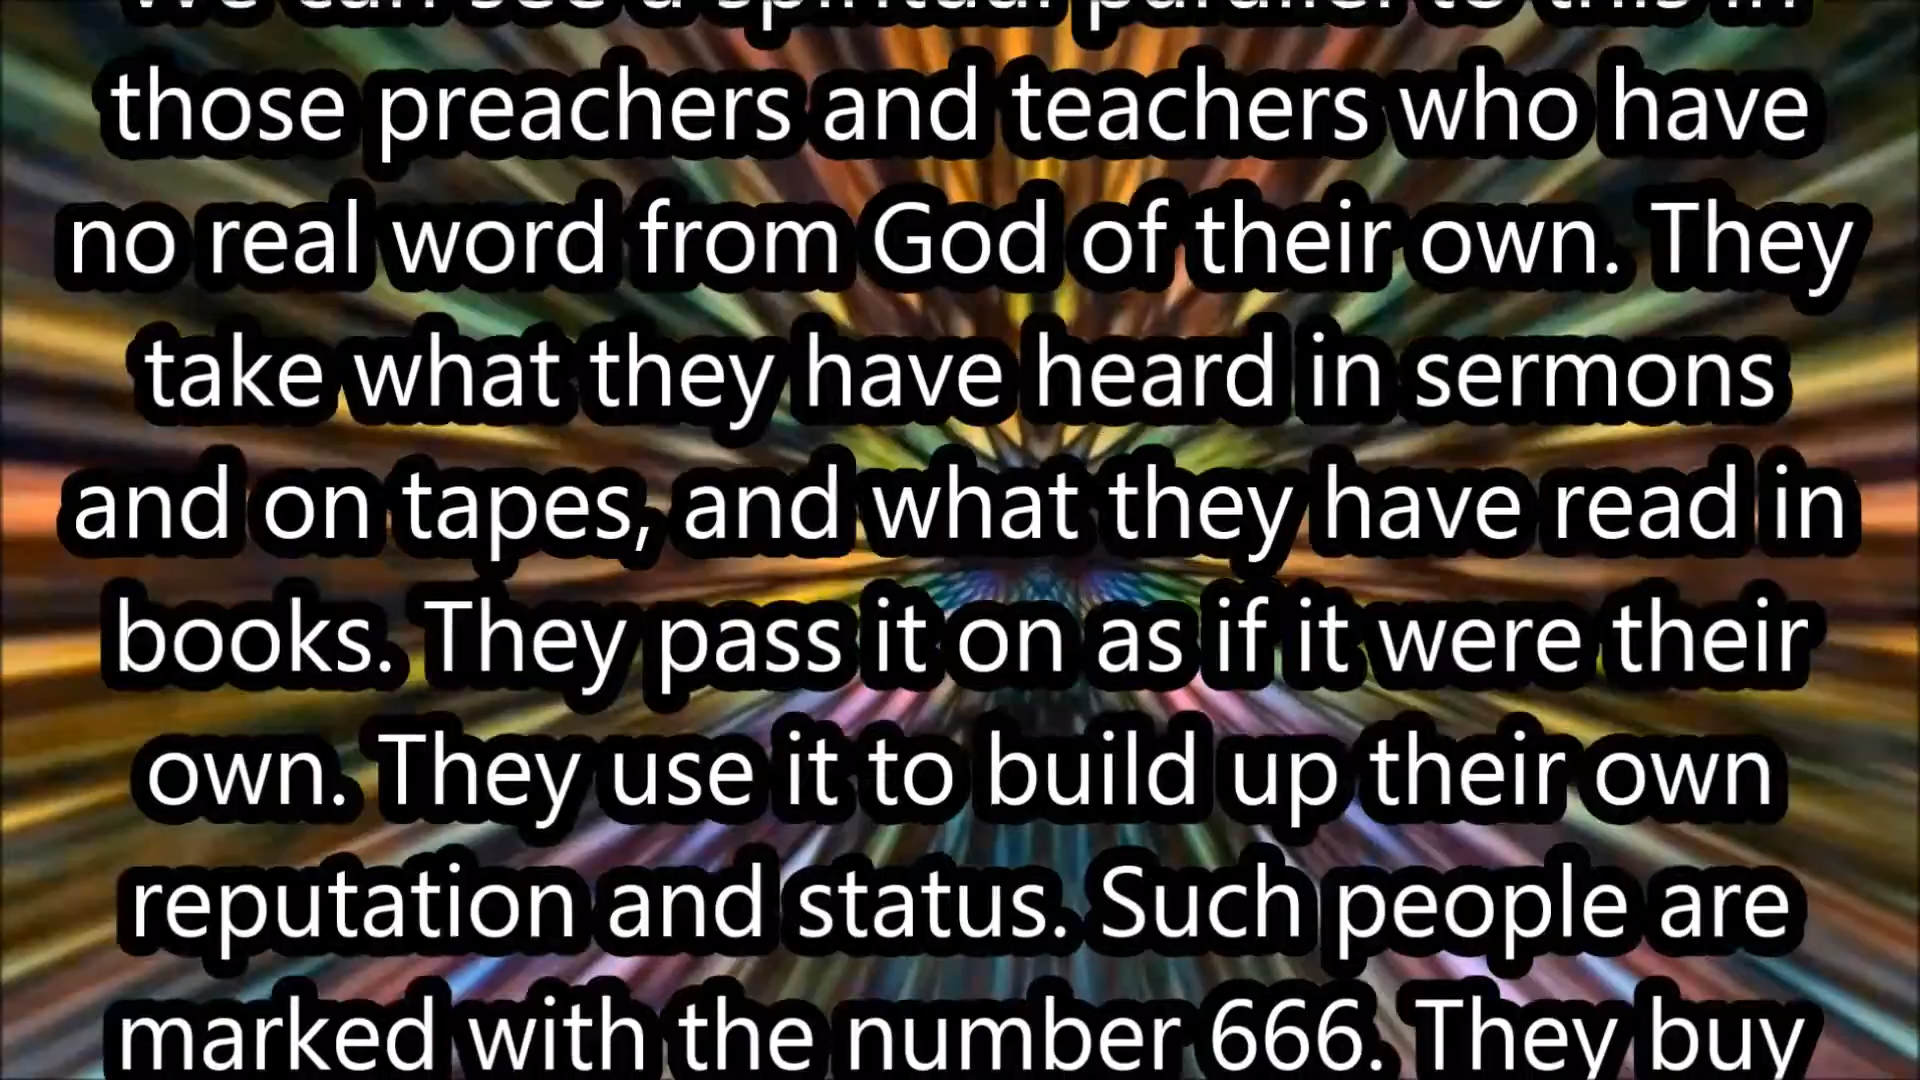 We can see a spiritual parallel to this in
those preachers and teachers who have
no real word from God of their own. They
take what they have heard in sermons
and on tapes, and what they have read in
books. They pass it on as if it were their
own. They use it to build up their own
reputation and status. Such people are
marked with the number 666. They buy